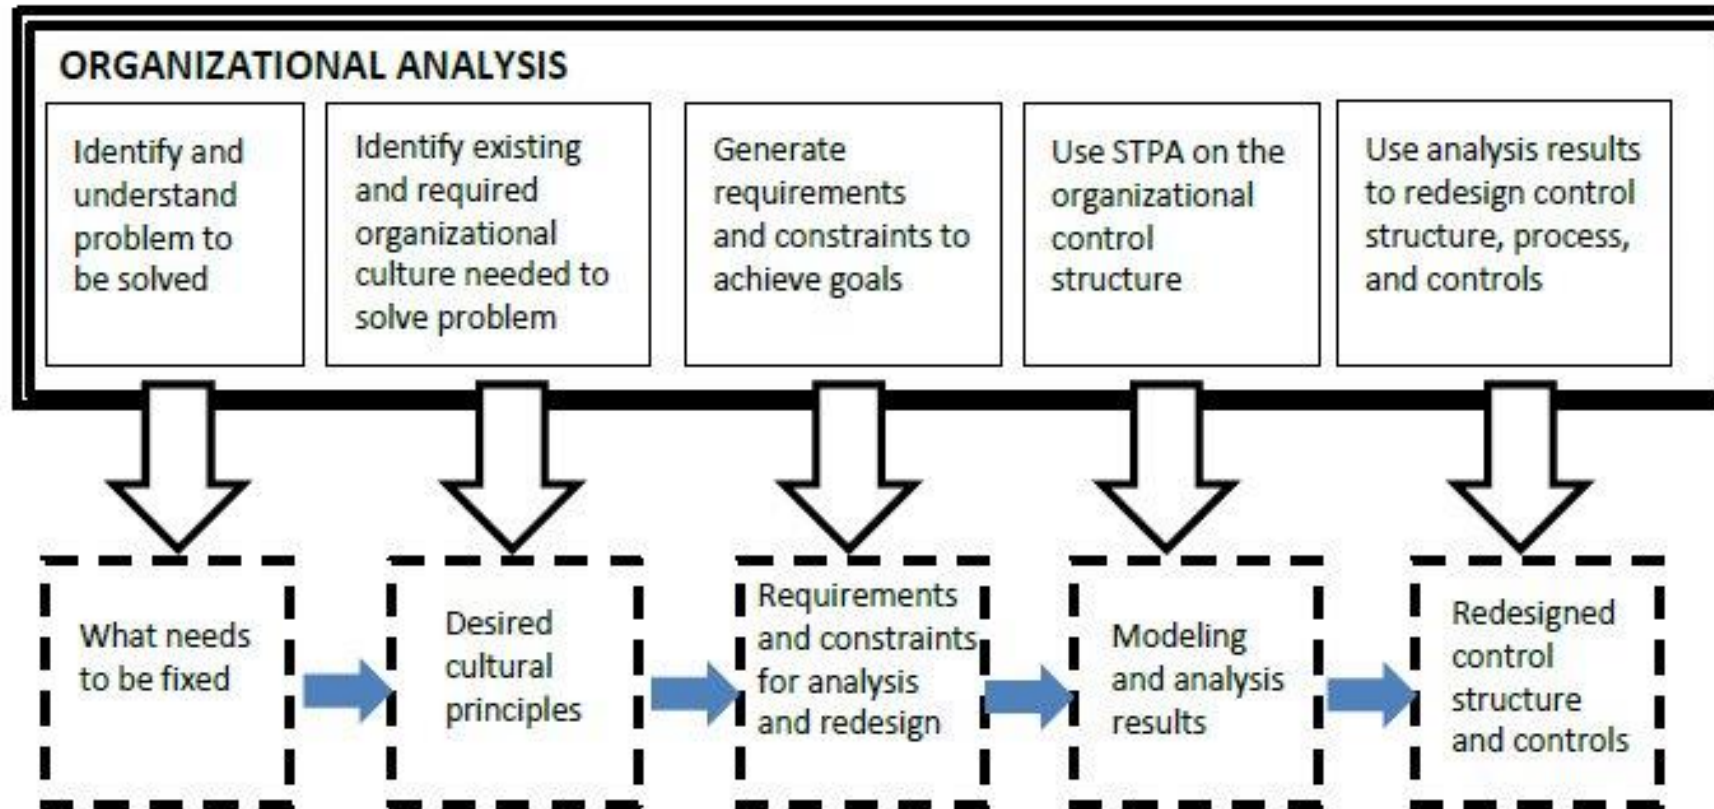 ORGANIZATIONAL ANALYSIS
Identify and
understand
problem to
be solved
Identify existing
and required
organizational
culture needed to
solve problem
Generate
requirements
and constraints to
achieve goals
Use STPA on the
organizational
control
structure
Use analysis results
to redesign control
structure, process,
and controls
What needs
to be fixed
Desired
cultural
principles
Requirements
and constraints
for analysis
and redesign
Modeling
and analysis
results
Redesigned
control
structure
and controls